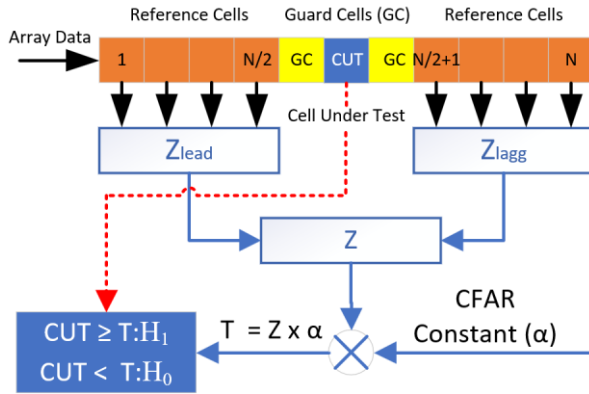 Reference Cells
Guard Cells (GC)
Reference Cells
Array Data
1
N/2
GC
CUT
GC
N/2+1
N
Cell Under Test
Zlead
Zlagg
Z
CFAR
Constant (α)
T = Z x α
CUT ≥ T:H₁
CUT < T:H₀